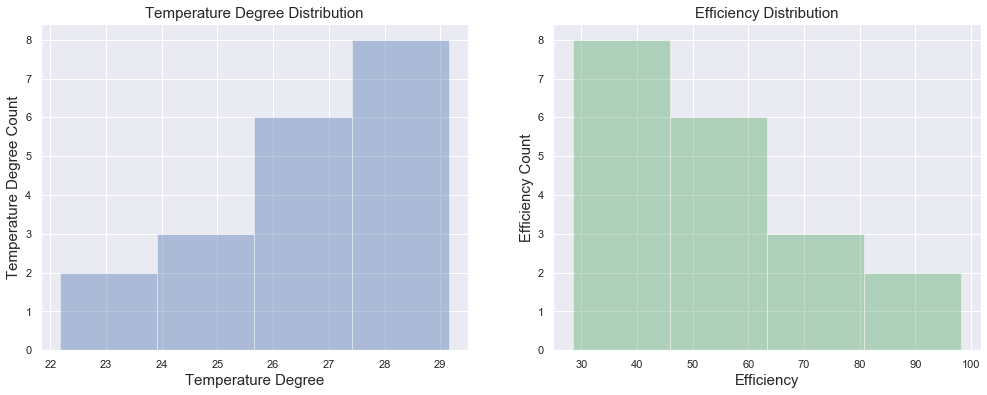 Temperature Degree Distribution
Temperature Degree Count
8
7
6
5
4
3
2
1
0
22 23 24 25 26 27 28 29
Temperature Degree
Efficiency Distribution
Efficiency Count
8
7
6
5
4
3
2
1
0
30 40 50 60 70 80 90 100
Efficiency